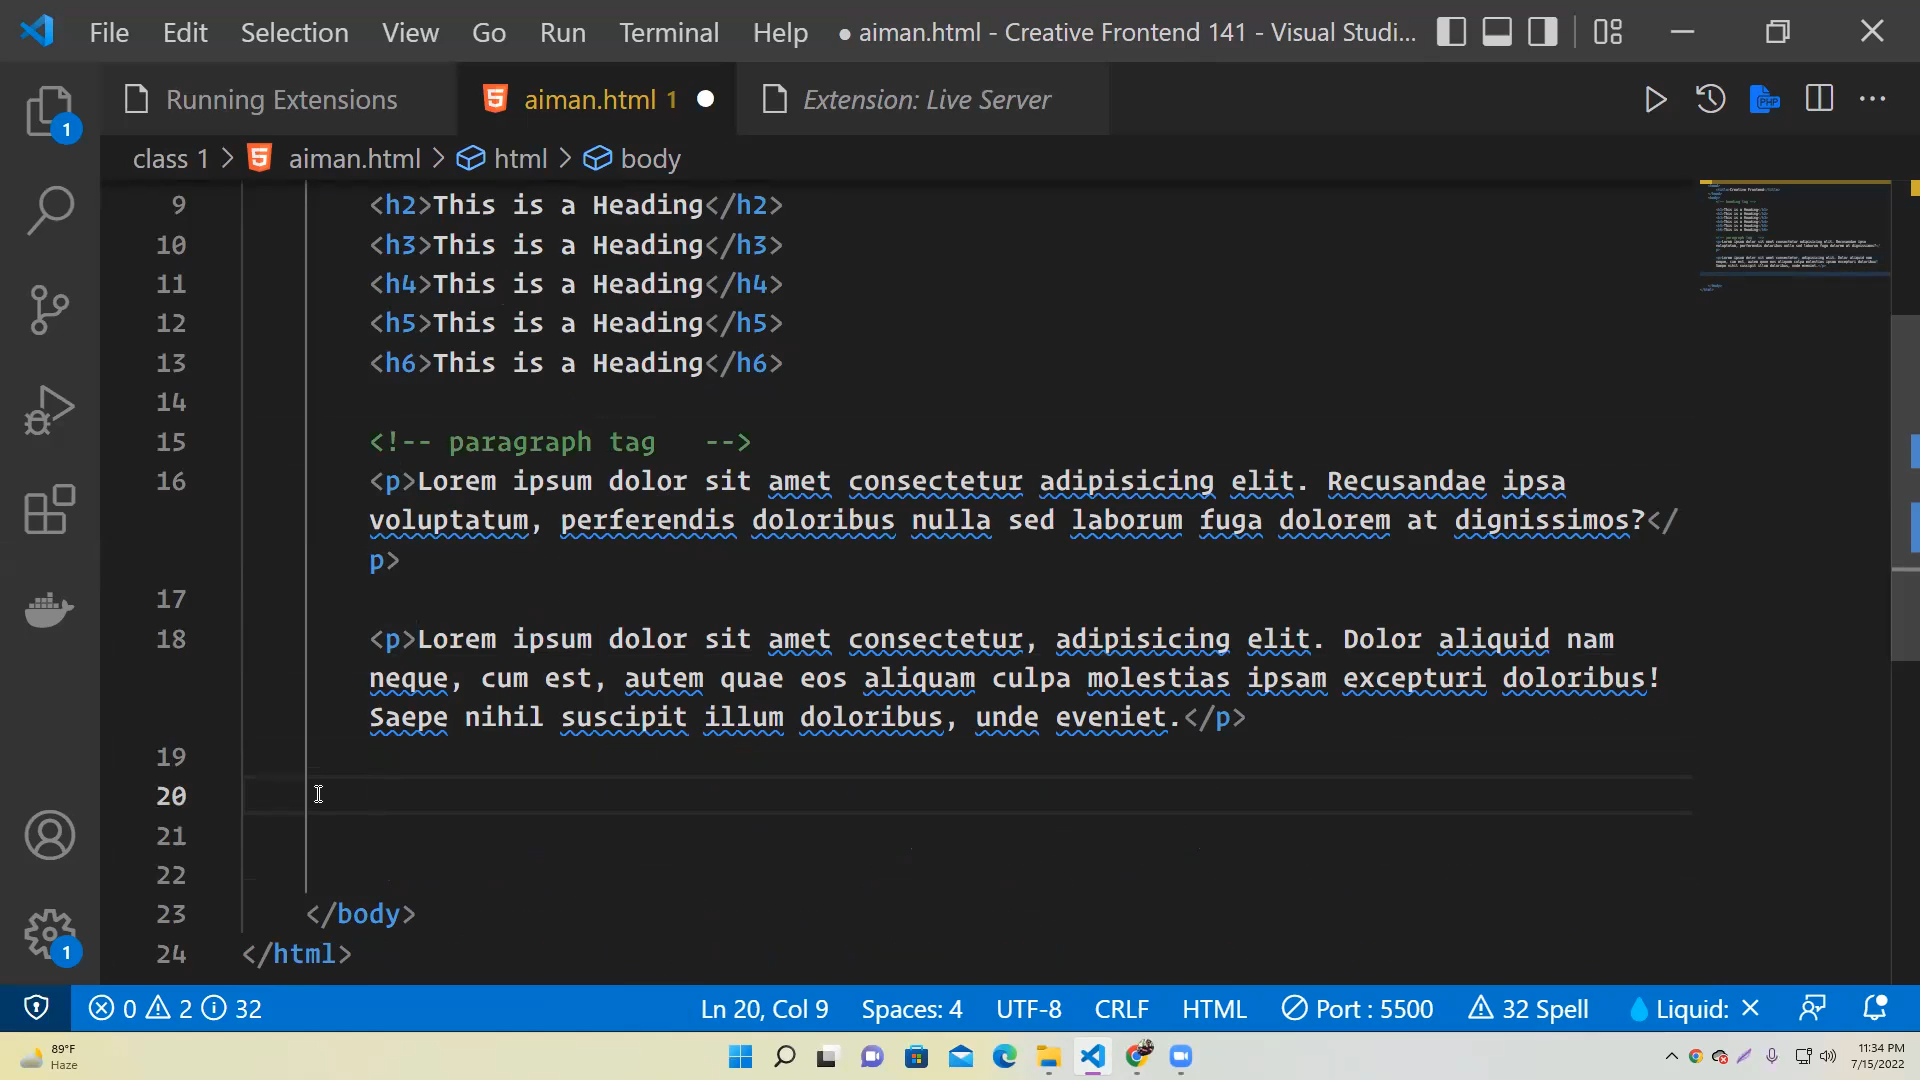 File Edit Selection View Go Run Terminal Help ● aiman.html - Creative Frontend 141 - Visual Studi...
Running Extensions aiman.html 1 Extension: Live Server
class 1 > aiman.html > html > body
9 <h2>This is a Heading</h2>
10 <h3>This is a Heading</h3>
11 <h4>This is a Heading</h4>
12 <h5>This is a Heading</h5>
13 <h6>This is a Heading</h6>
14
15 <!-- paragraph tag   -->
16 <p>Lorem ipsum dolor sit amet consectetur adipisicing elit. Recusandae ipsa
voluptatum, perferendis doloribus nulla sed laborum fuga dolorem at dignissimos?</
p>
17
18 <p>Lorem ipsum dolor sit amet consectetur, adipisicing elit. Dolor aliquid nam
neque, cum est, autem quae eos aliquam culpa molestias ipsam excepturi doloribus!
Saepe nihil suscipit illum doloribus, unde eveniet.</p>
19
20
21
22
23 </body>
24 </html>
1
1
PHP
0 2 32 Ln 20, Col 9 Spaces: 4 UTF-8 CRLF HTML Port : 5500 32 Spell Liquid: ✕
89°F
Haze
11:34 PM
7/15/2022